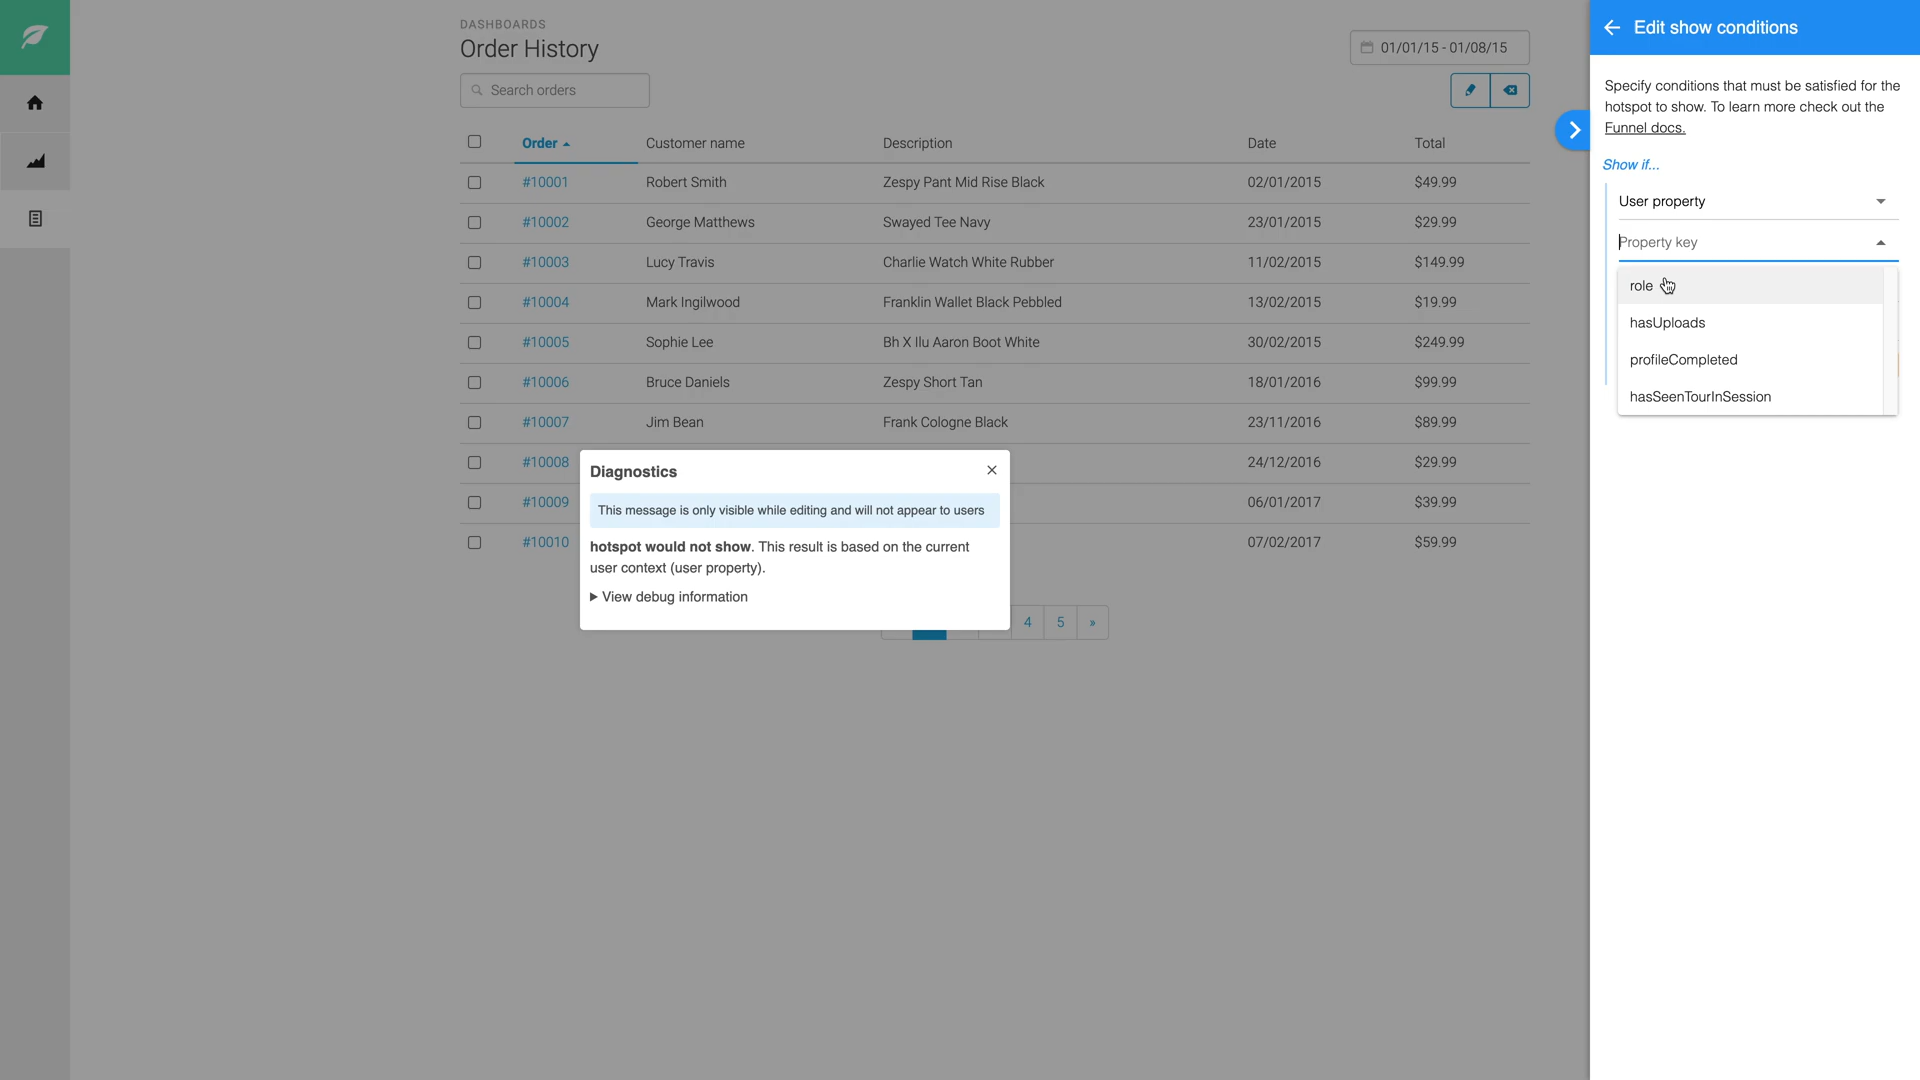 DASHBOARDS
Order History
01/01/15 - 01/08/15
Search orders
Order Customer name Description Date Total
#10001 Robert Smith Zespy Pant Mid Rise Black 02/01/2015 $49.99
#10002 George Matthews Swayed Tee Navy 23/01/2015 $29.99
#10003 Lucy Travis Charlie Watch White Rubber 11/02/2015 $149.99
#10004 Mark Ingilwood Franklin Wallet Black Pebbled 13/02/2015 $19.99
#10005 Sophie Lee Bh X Ilu Aaron Boot White 30/02/2015 $249.99
#10006 Bruce Daniels Zespy Short Tan 18/01/2016 $99.99
#10007 Jim Bean Frank Cologne Black 23/11/2016 $89.99
#10008 24/12/2016 $29.99
#10009 06/01/2017 $39.99
#10010 07/02/2017 $59.99
4 5 »
Diagnostics
This message is only visible while editing and will not appear to users
hotspot would not show. This result is based on the current
user context (user property).
View debug information
Edit show conditions
Specify conditions that must be satisfied for the
hotspot to show. To learn more check out the
Funnel docs.
Show if...
User property
Property key
role
hasUploads
profileCompleted
hasSeenTourInSession